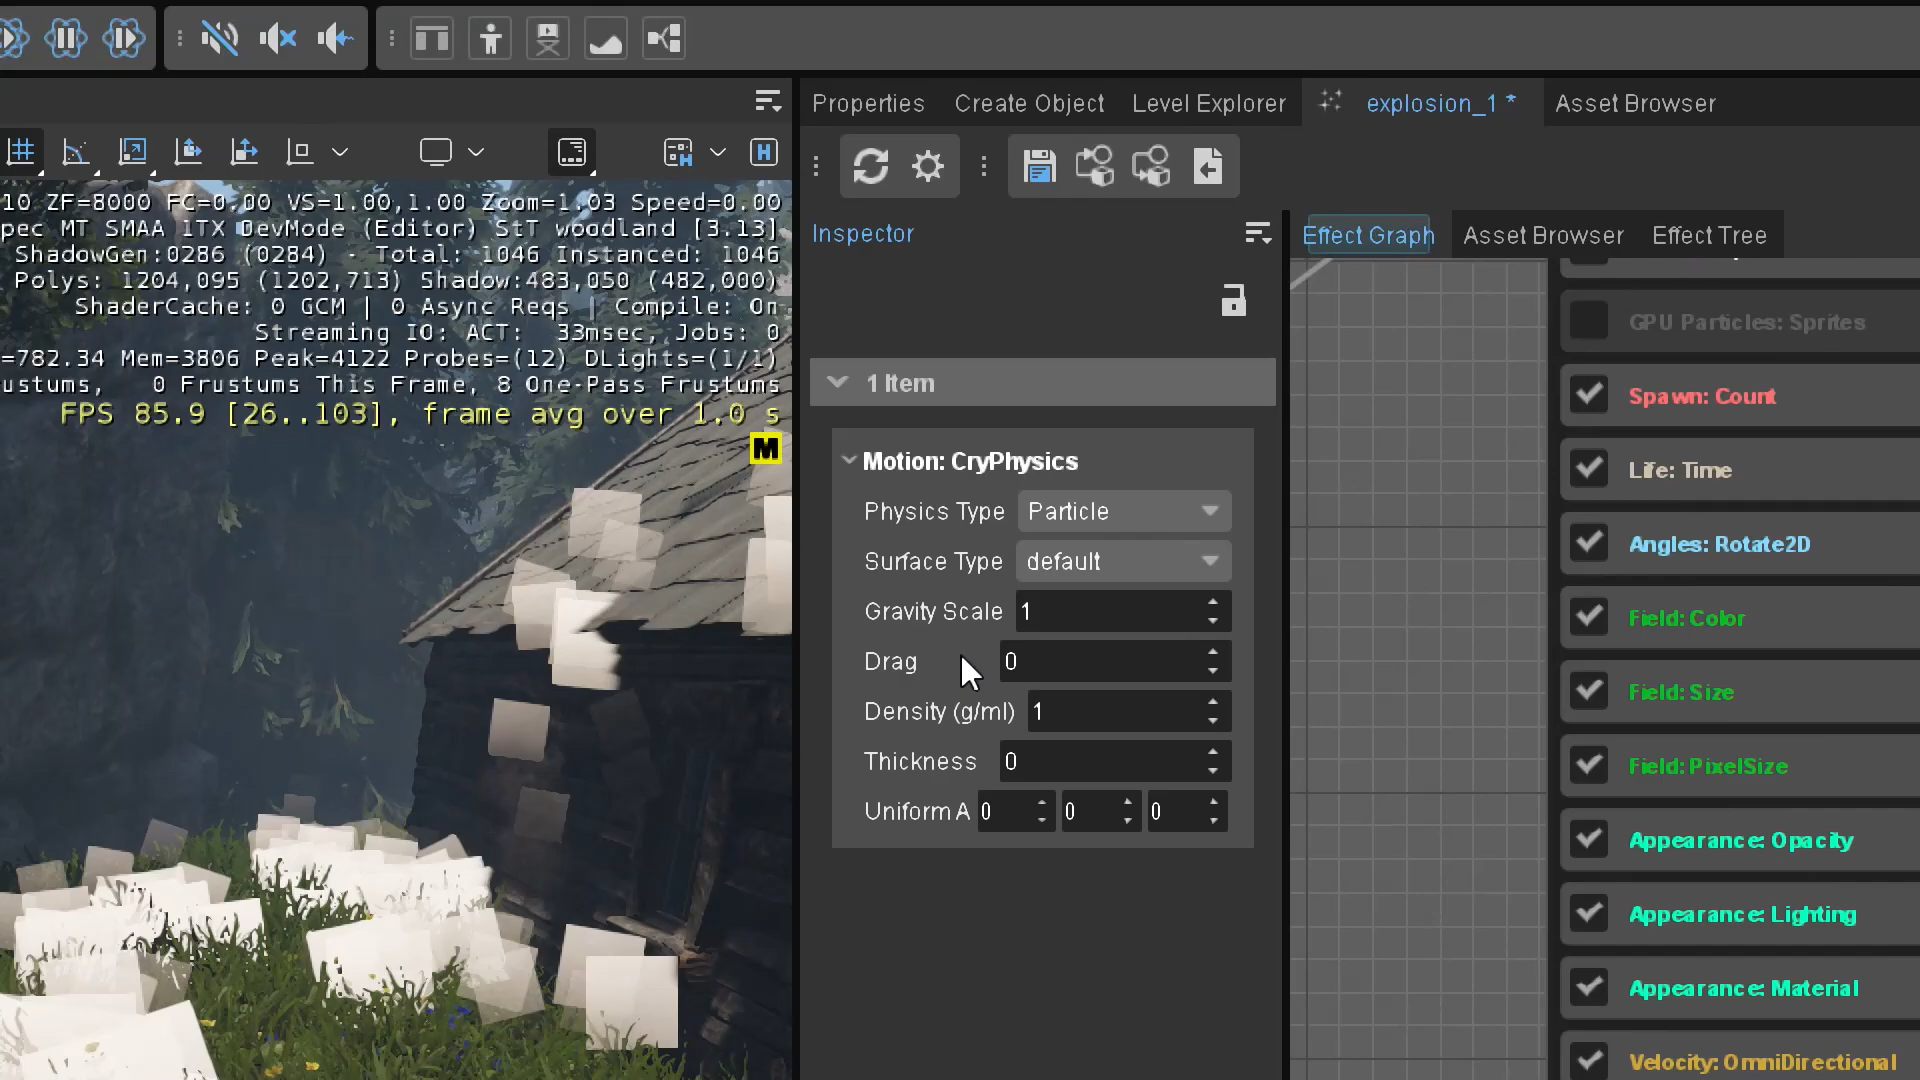 Properties
Create Object
Level Explorer
explosion_1 *
Asset Browser
10 ZF=8000 FC=0.00 VS=1.00,1.00 Zoom=1.03 Speed=0.00
pec MT SMAA 1TX DevMode (Editor) StT woodland [3.13]
ShadowGen:0286 (0284) - Total: 1046 Instanced: 1046
Polys: 1204,095 (1202,713) Shadow:483,050 (482,000)
ShaderCache: 0 GCM | 0 Async Reqs | Compile: On
Streaming IO: ACT: 33msec, Jobs: 0
=782.34 Mem=3806 Peak=4122 Probes=(12) DLights=(1/1)
ustums, 0 Frustums This Frame, 8 One-Pass Frustums
FPS 85.9 [26..103], frame avg over 1.0 s
M
Inspector
1 Item
Motion: CryPhysics
Physics Type Particle
Surface Type default
Gravity Scale 1
Drag 0
Density (g/ml) 1
Thickness 0
Uniform A 0 0 0
Effect Graph
Asset Browser
Effect Tree
GPU Particles: Sprites
Spawn: Count
Life: Time
Angles: Rotate2D
Field: Color
Field: Size
Field: PixelSize
Appearance: Opacity
Appearance: Lighting
Appearance: Material
Velocity: OmniDirectional